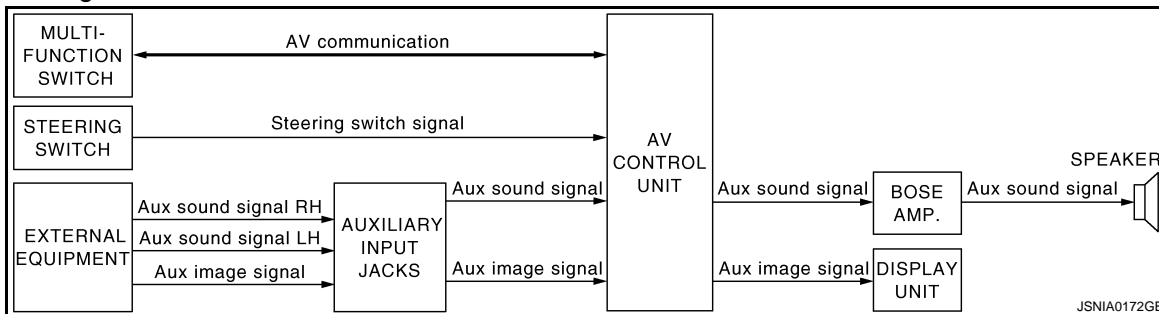 MULTI-
FUNCTION
SWITCH
AV communication
STEERING
SWITCH
Steering switch signal
EXTERNAL
EQUIPMENT
Aux sound signal RH
Aux sound signal LH
Aux image signal
AUXILIARY
INPUT
JACKS
Aux sound signal
Aux image signal
AV
CONTROL
UNIT
Aux sound signal
Aux image signal
BOSE
AMP.
DISPLAY
UNIT
Aux sound signal
SPEAKER
JSNIA0172GB